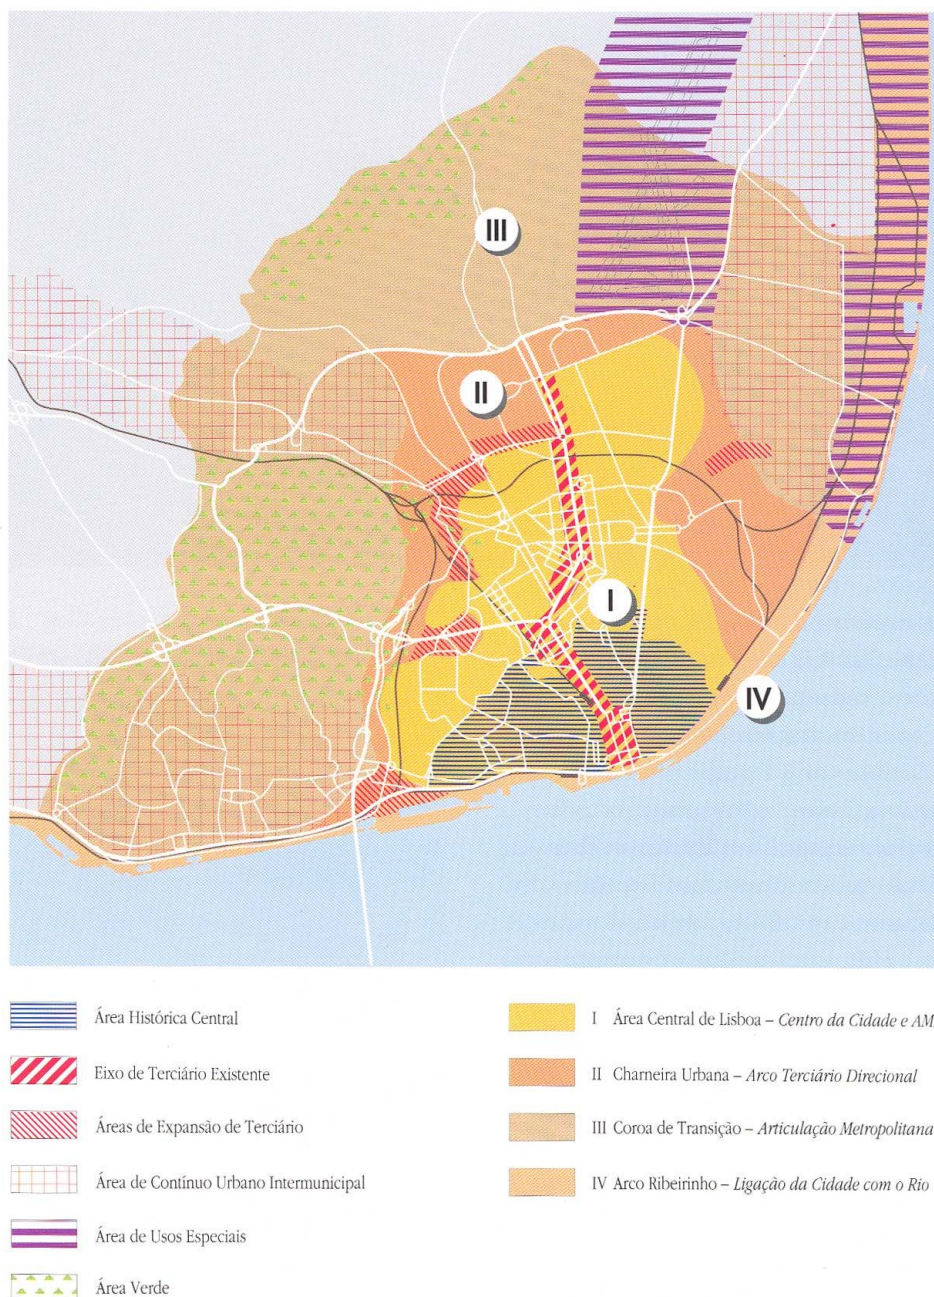 III
II
I
IV
Área Histórica Central
Eixo de Terciário Existente
Áreas de Expansão de Terciário
Área de Contínuo Urbano Intermunicipal
Área de Usos Especiais
Área Verde
I Área Central de Lisboa – Centro da Cidade e AM
II Charneira Urbana – Arco Terciário Direcional
III Coroa de Transição – Articulação Metropolitana
IV Arco Ribeirinho – Ligação da Cidade com o Rio